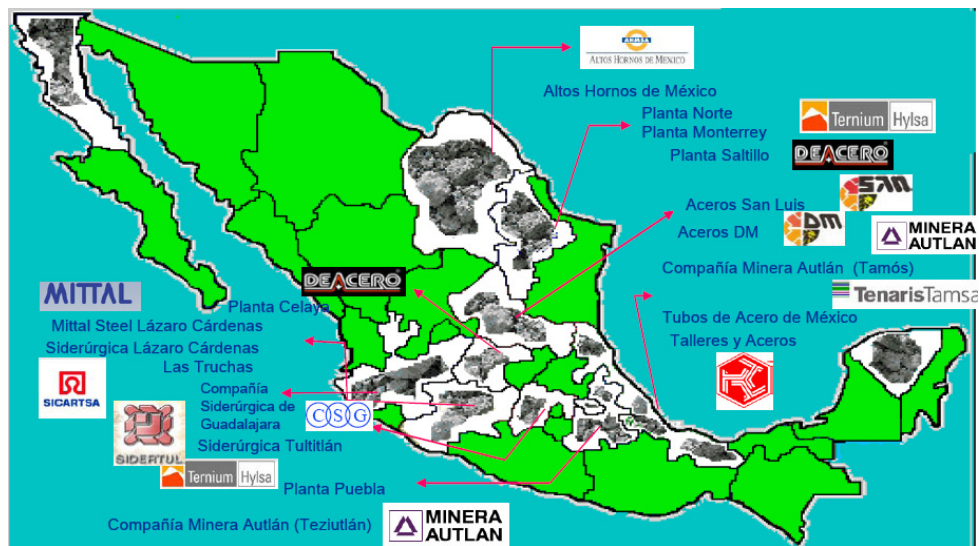 AHMSA
ALTOS HORNOS DE MEXICO
Altos Hornos de México
Planta Norte
Planta Monterrey
Ternium Hylsa
Planta Saltillo
DEACERO
SAN
Aceros San Luis
Aceros DM
DM
MINERA
AUTLAN
Compañía Minera Autlán (Tamós)
TenarisTamsa
Tubos de Acero de México
Talleres y Aceros
DEACERO
Planta Celaya
MITTAL
Mittal Steel Lázaro Cárdenas
Siderúrgica Lázaro Cárdenas
Las Truchas
SICARTSA
Compañía
Siderúrgica de
Guadalajara
CSG
SIDERTUL
Siderúrgica Tultitlán
Ternium Hylsa
Planta Puebla
Compañía Minera Autlán (Teziutlán)
MINERA
AUTLAN